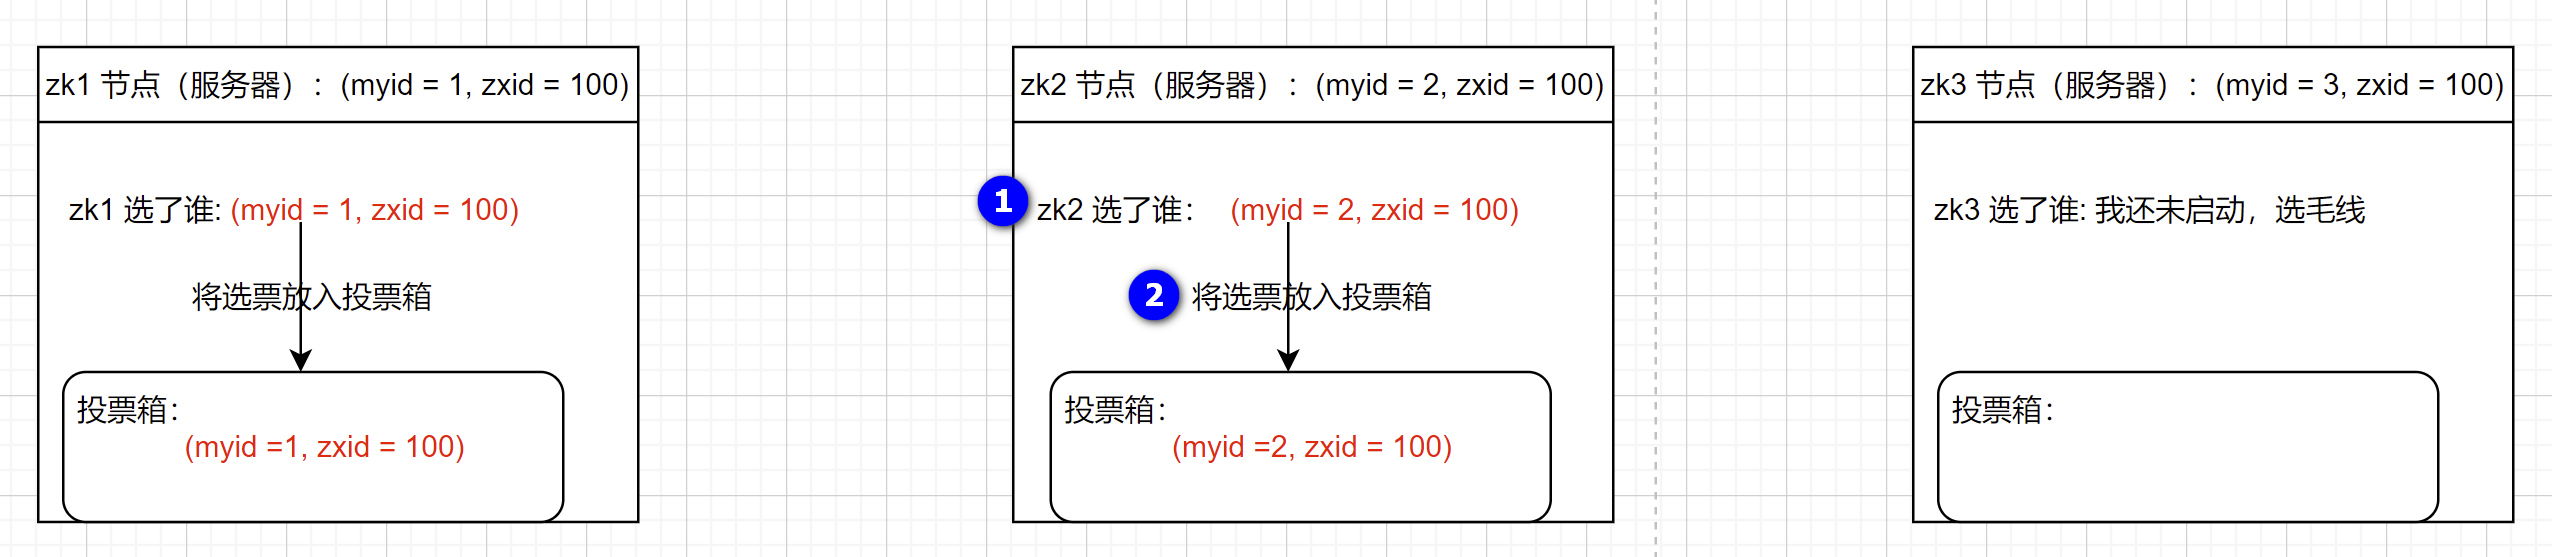 zk1 节点（服务器）：(myid = 1, zxid = 100)
zk1 选了谁: (myid = 1, zxid = 100)
将选票放入投票箱
投票箱：
(myid =1, zxid = 100)
zk2 节点（服务器）：(myid = 2, zxid = 100)
1 zk2 选了谁： (myid = 2, zxid = 100)
2 将选票放入投票箱
投票箱：
(myid =2, zxid = 100)
zk3 节点（服务器）：(myid = 3, zxid = 100)
zk3 选了谁: 我还未启动，选毛线
投票箱：